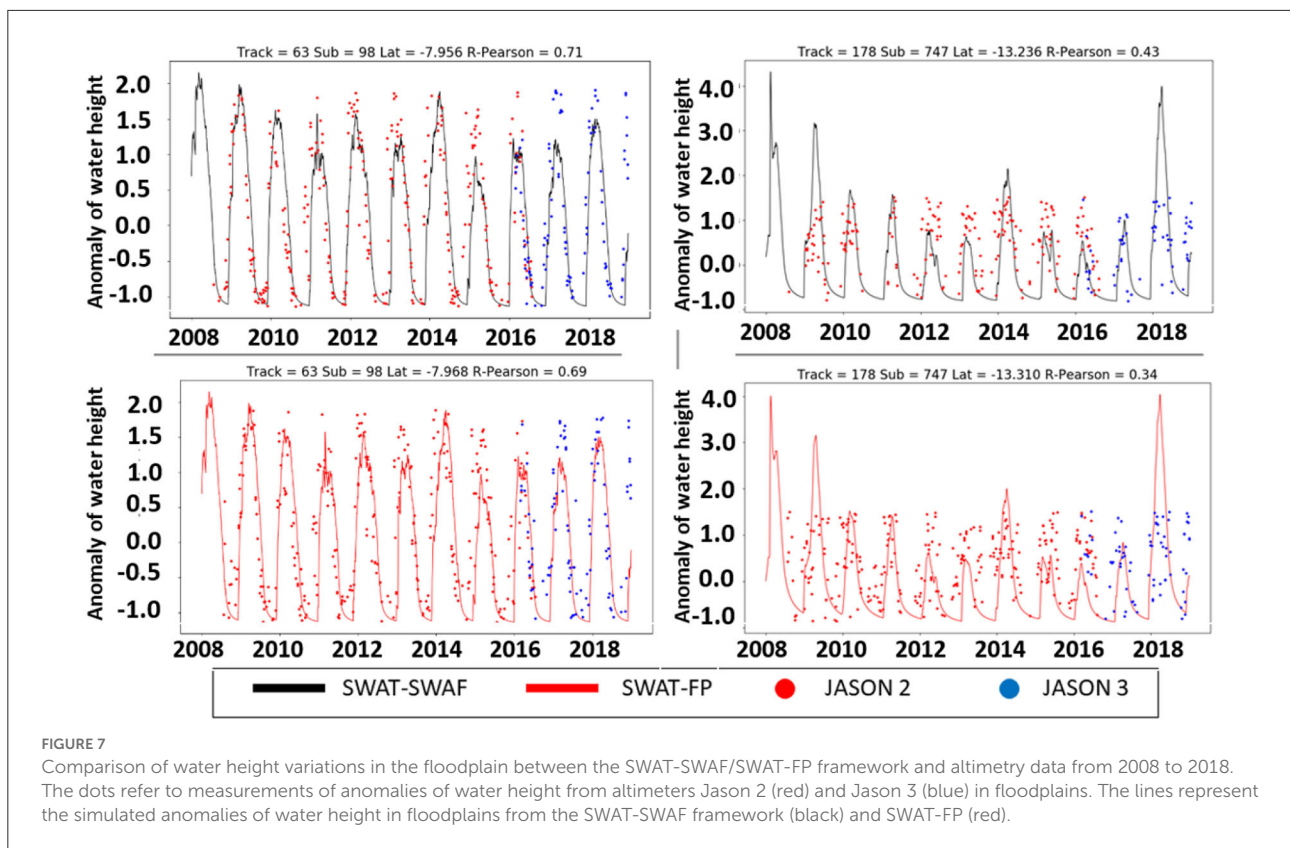 Track = 63 Sub = 98 Lat = -7.956 R-Pearson = 0.71
Anomaly of water height
2.0
1.5
1.0
0.5
0.0
-0.5
-1.0
2008 2010 2012 2014 2016 2018
Track = 178 Sub = 747 Lat = -13.236 R-Pearson = 0.43
Anomaly of water height
4.0
3.0
2.0
1.0
0.0
-1.0
2008 2010 2012 2014 2016 2018
Track = 63 Sub = 98 Lat = -7.968 R-Pearson = 0.69
Anomaly of water height
2.0
1.5
1.0
0.5
0.0
-0.5
-1.0
2008 2010 2012 2014 2016 2018
Track = 178 Sub = 747 Lat = -13.310 R-Pearson = 0.34
Anomaly of water height
4.0
3.0
2.0
1.0
0.0
-1.0
2008 2010 2012 2014 2016 2018
SWAT-SWAF SWAT-FP JASON 2 JASON 3
FIGURE 7
Comparison of water height variations in the floodplain between the SWAT-SWAF/SWAT-FP framework and altimetry data from 2008 to 2018.
The dots refer to measurements of anomalies of water height from altimeters Jason 2 (red) and Jason 3 (blue) in floodplains. The lines represent
the simulated anomalies of water height in floodplains from the SWAT-SWAF framework (black) and SWAT-FP (red).